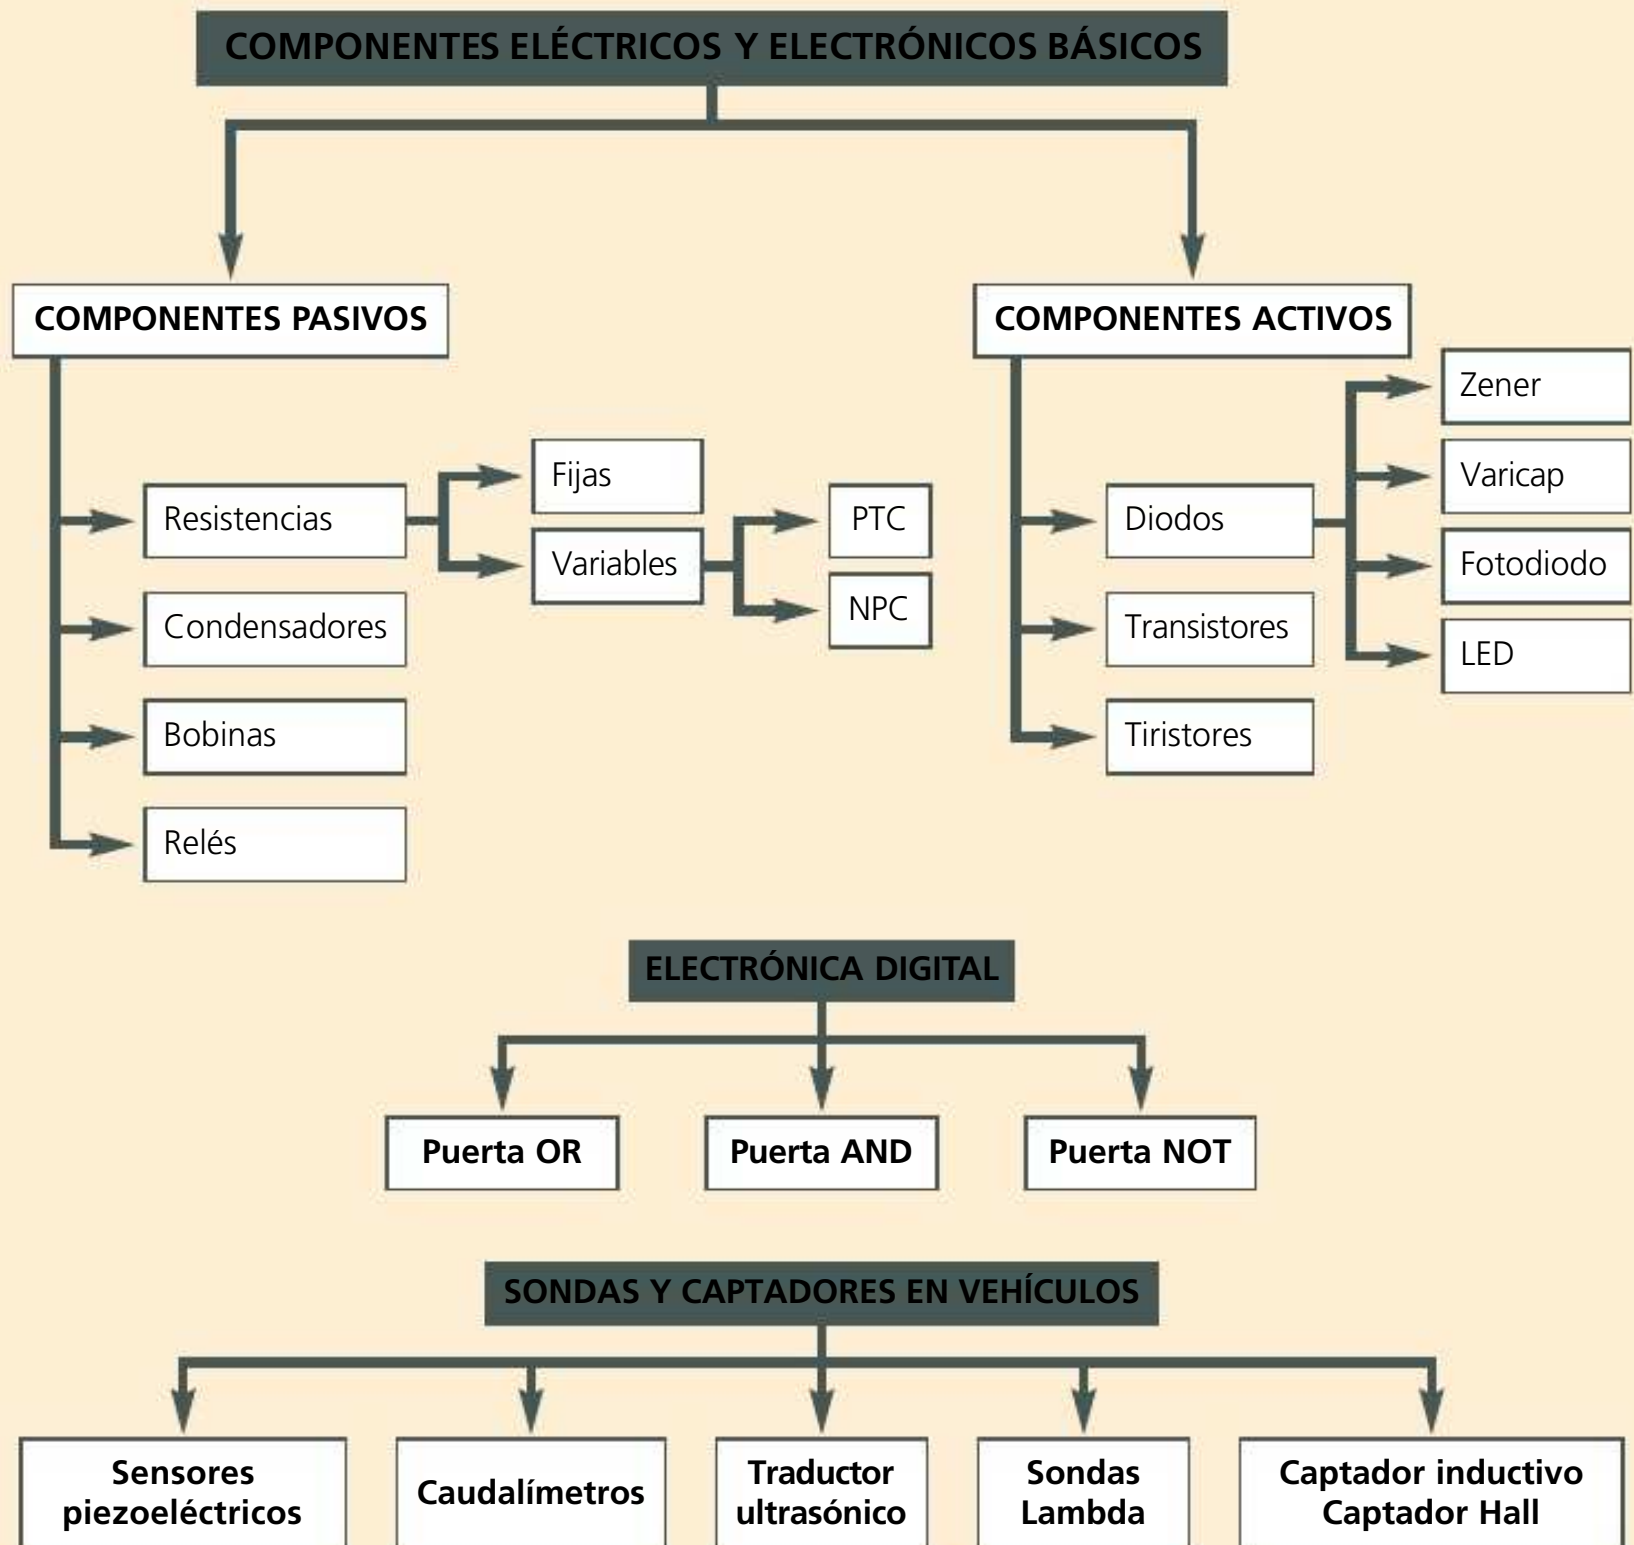 COMPONENTES ELÉCTRICOS Y ELECTRÓNICOS BÁSICOS
COMPONENTES PASIVOS
Resistencias
Fijas
Variables
PTC
NPC
Condensadores
Bobinas
Relés
COMPONENTES ACTIVOS
Diodos
Zener
Varicap
Fotodiodo
LED
Transistores
Tiristores
ELECTRÓNICA DIGITAL
Puerta OR
Puerta AND
Puerta NOT
SONDAS Y CAPTADORES EN VEHÍCULOS
Sensores
piezoeléctricos
Caudalímetros
Traductor
ultrasónico
Sondas
Lambda
Captador inductivo
Captador Hall